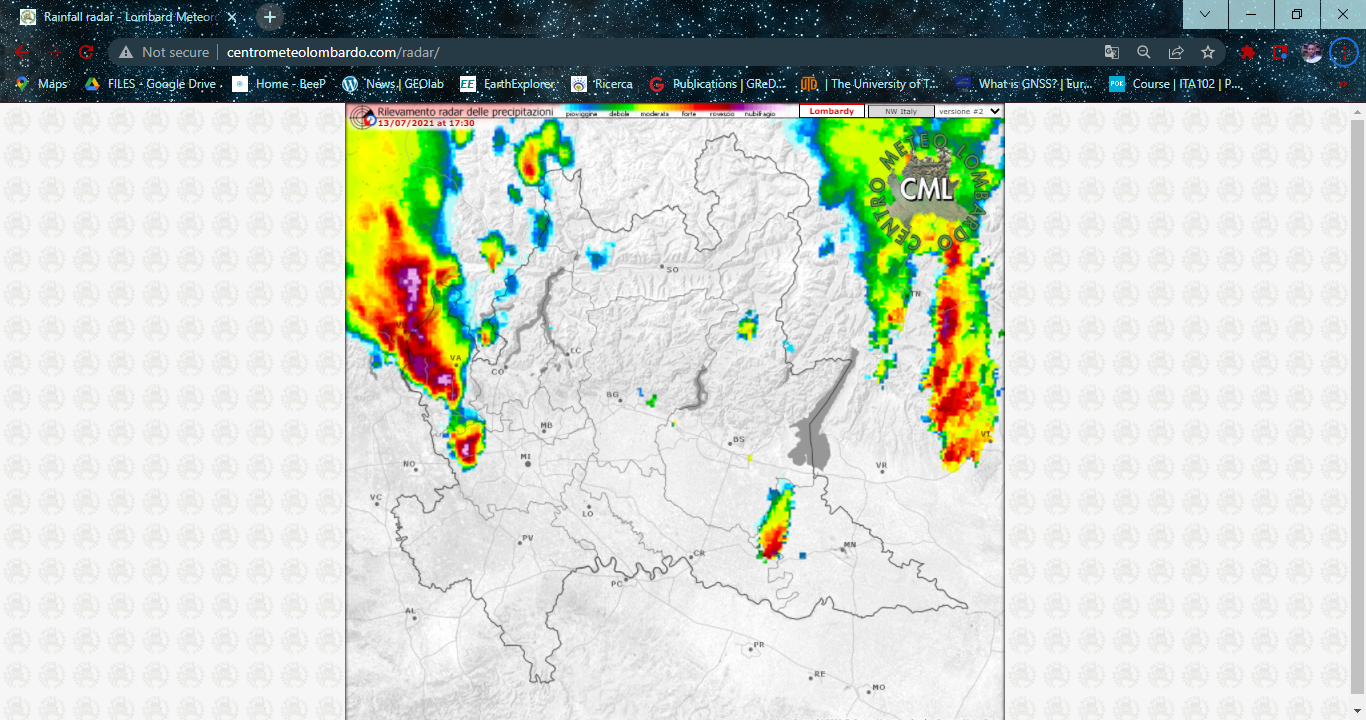 Rainfall radar - Lombard Meteoro
Not secure centrometeolombardo.com/radar/
Maps FILES - Google Drive Home - BeeP News | GEOlab EE EarthExplorer Ricerca Publications | GReD... | The University of T... What is GNSS? | Eur... POK Course | ITA102 | P... »
Rilevamento radar delle precipitazioni pioviggine debole moderata forte rovescio nubifragio Lombardy NW Italy versione #2
13/07/2021 at 17:30
CENTRO METEO LOMBARDO
CML
SO
TN
VB
VA
LC
CO
BG
MB
BS
VI
MI
NO
VR
VC
LO
PV
MN
CR
PC
AL
PR
RE
MO